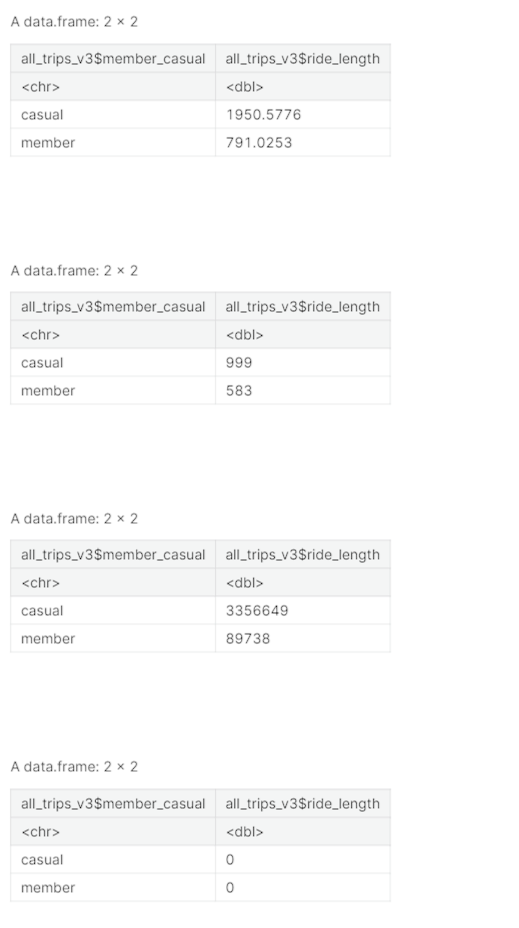 A data.frame: 2 × 2
all_trips_v3$member_casual all_trips_v3$ride_length
<chr> <dbl>
casual 1950.5776
member 791.0253
A data.frame: 2 × 2
all_trips_v3$member_casual all_trips_v3$ride_length
<chr> <dbl>
casual 999
member 583
A data.frame: 2 × 2
all_trips_v3$member_casual all_trips_v3$ride_length
<chr> <dbl>
casual 3356649
member 89738
A data.frame: 2 × 2
all_trips_v3$member_casual all_trips_v3$ride_length
<chr> <dbl>
casual 0
member 0